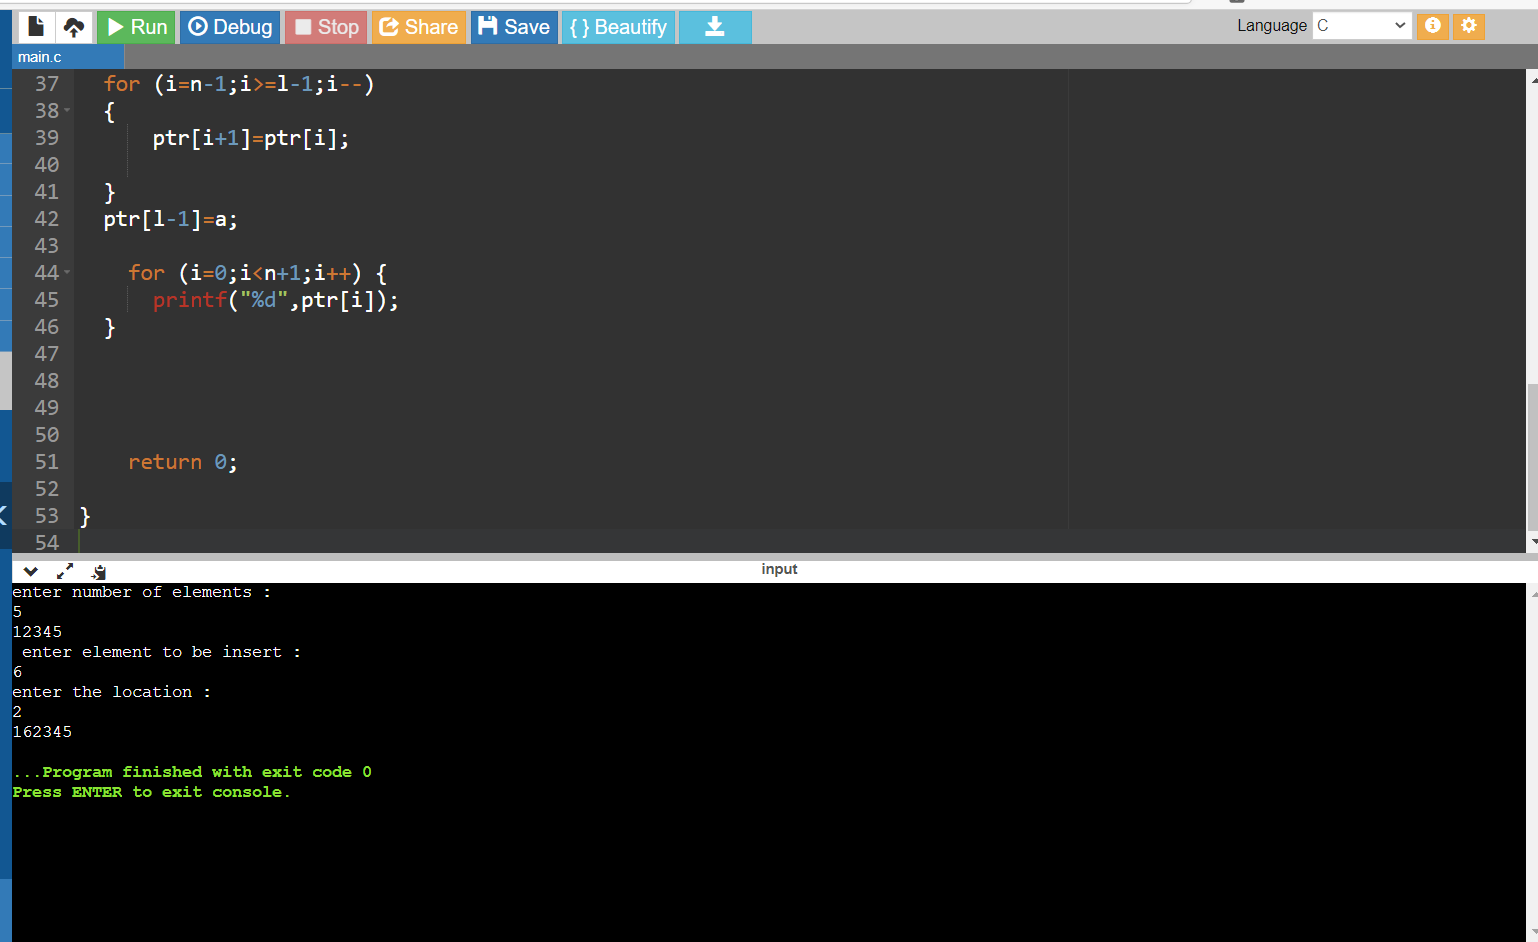 Run Debug Stop Share Save { } Beautify Language C
main.c
37 for (i=n-1;i>=l-1;i--)
38 {
39 ptr[i+1]=ptr[i];
40
41 }
42 ptr[l-1]=a;
43
44 for (i=0;i<n+1;i++) {
45 printf("%d",ptr[i]);
46 }
47
48
49
50
51 return 0;
52
53 }
54
input
enter number of elements :
5
12345
enter element to be insert :
6
enter the location :
2
162345
...Program finished with exit code 0
Press ENTER to exit console.